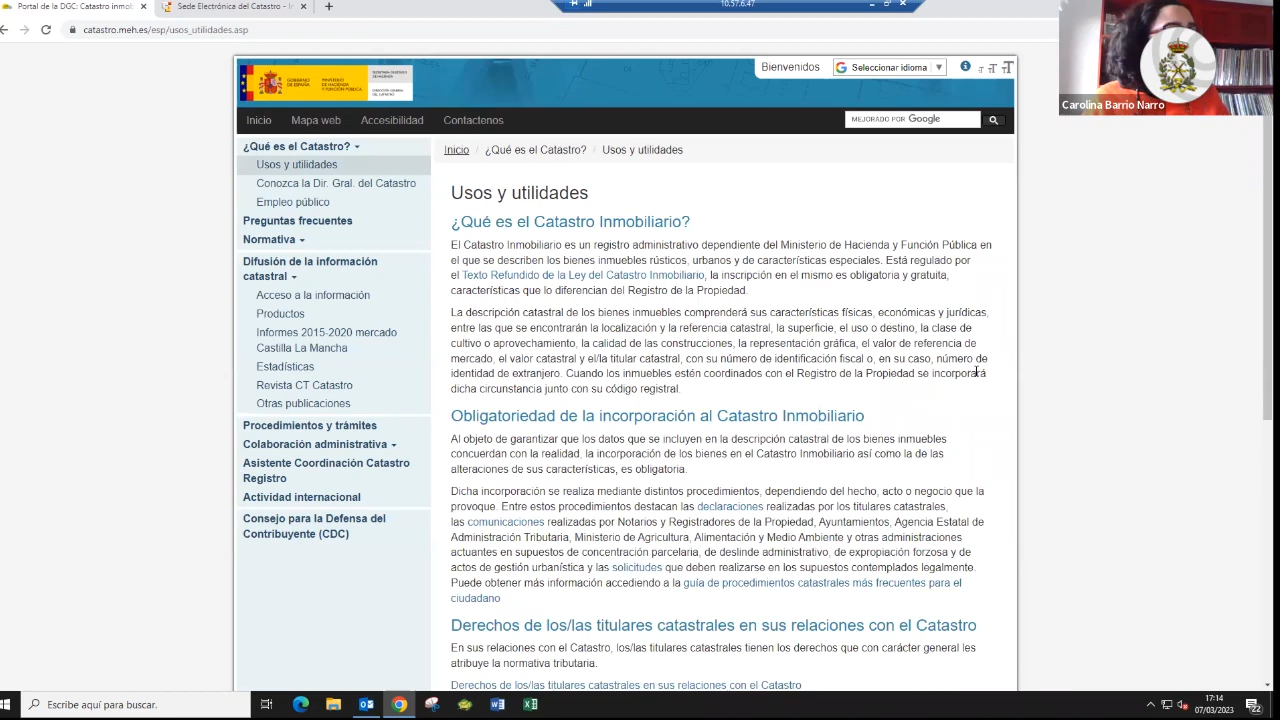 Portal de la DGC: Catastro inmob
Sede Electrónica del Catastro - In
10.57.6.47
catastro.meh.es/esp/usos_utilidades.asp
GOBIERNO DE ESPAÑA
MINISTERIO DE HACIENDA Y FUNCIÓN PÚBLICA
Bienvenidos
Seleccionar idioma
Carolina Barrio Narro
Inicio Mapa web Accesibilidad Contactenos
MEJORADO POR Google
¿Qué es el Catastro?
Usos y utilidades
Conozca la Dir. Gral. del Catastro
Empleo público
Preguntas frecuentes
Normativa
Difusión de la información
catastral
Acceso a la información
Productos
Informes 2015-2020 mercado
Castilla La Mancha
Estadísticas
Revista CT Catastro
Otras publicaciones
Procedimientos y trámites
Colaboración administrativa
Asistente Coordinación Catastro
Registro
Actividad internacional
Consejo para la Defensa del
Contribuyente (CDC)
Inicio / ¿Qué es el Catastro? / Usos y utilidades
Usos y utilidades
¿Qué es el Catastro Inmobiliario?
El Catastro Inmobiliario es un registro administrativo dependiente del Ministerio de Hacienda y Función Pública en
el que se describen los bienes inmuebles rústicos, urbanos y de características especiales. Está regulado por
el Texto Refundido de la Ley del Catastro Inmobiliario, la inscripción en el mismo es obligatoria y gratuita,
características que lo diferencian del Registro de la Propiedad.
La descripción catastral de los bienes inmuebles comprenderá sus características físicas, económicas y jurídicas,
entre las que se encontrarán la localización y la referencia catastral, la superficie, el uso o destino, la clase de
cultivo o aprovechamiento, la calidad de las construcciones, la representación gráfica, el valor de referencia de
mercado, el valor catastral y el/la titular catastral, con su número de identificación fiscal o, en su caso, número de
identidad de extranjero. Cuando los inmuebles estén coordinados con el Registro de la Propiedad se incorporará
dicha circunstancia junto con su código registral.
Obligatoriedad de la incorporación al Catastro Inmobiliario
Al objeto de garantizar que los datos que se incluyen en la descripción catastral de los bienes inmuebles
concuerdan con la realidad, la incorporación de los bienes en el Catastro Inmobiliario así como la de las
alteraciones de sus características, es obligatoria.
Dicha incorporación se realiza mediante distintos procedimientos, dependiendo del hecho, acto o negocio que la
provoque. Entre estos procedimientos destacan las declaraciones realizadas por los titulares catastrales,
las comunicaciones realizadas por Notarios y Registradores de la Propiedad, Ayuntamientos, Agencia Estatal de
Administración Tributaria, Ministerio de Agricultura, Alimentación y Medio Ambiente y otras administraciones
actuantes en supuestos de concentración parcelaria, de deslinde administrativo, de expropiación forzosa y de
actos de gestión urbanística y las solicitudes que deben realizarse en los supuestos contemplados legalmente.
Puede obtener más información accediendo a la guía de procedimientos catastrales más frecuentes para el
ciudadano
Derechos de los/las titulares catastrales en sus relaciones con el Catastro
En sus relaciones con el Catastro, los/las titulares catastrales tienen los derechos que con carácter general les
atribuye la normativa tributaria.
Derechos de los/las titulares catastrales en sus relaciones con el Catastro
Escribe aquí para buscar.
17:14
07/03/2023
22